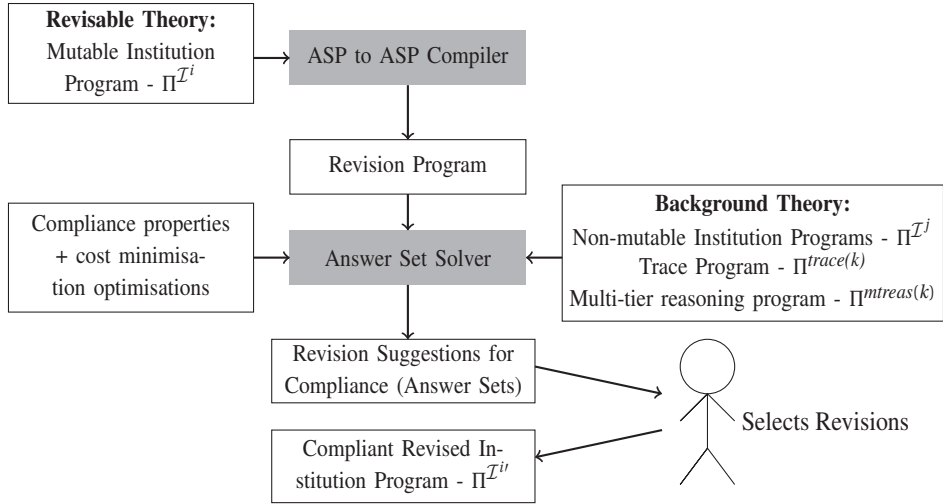 Revisable Theory:
Mutable Institution
Program - Π^{ℐ^i}
ASP to ASP Compiler
Revision Program
Compliance properties
+ cost minimisa-
tion optimisations
Answer Set Solver
Background Theory:
Non-mutable Institution Programs - Π^{ℐ^j}
Trace Program - Π^{trace(k)}
Multi-tier reasoning program - Π^{mtreas(k)}
Revision Suggestions for
Compliance (Answer Sets)
Selects Revisions
Compliant Revised In-
stitution Program - Π^{ℐ^{i′}}